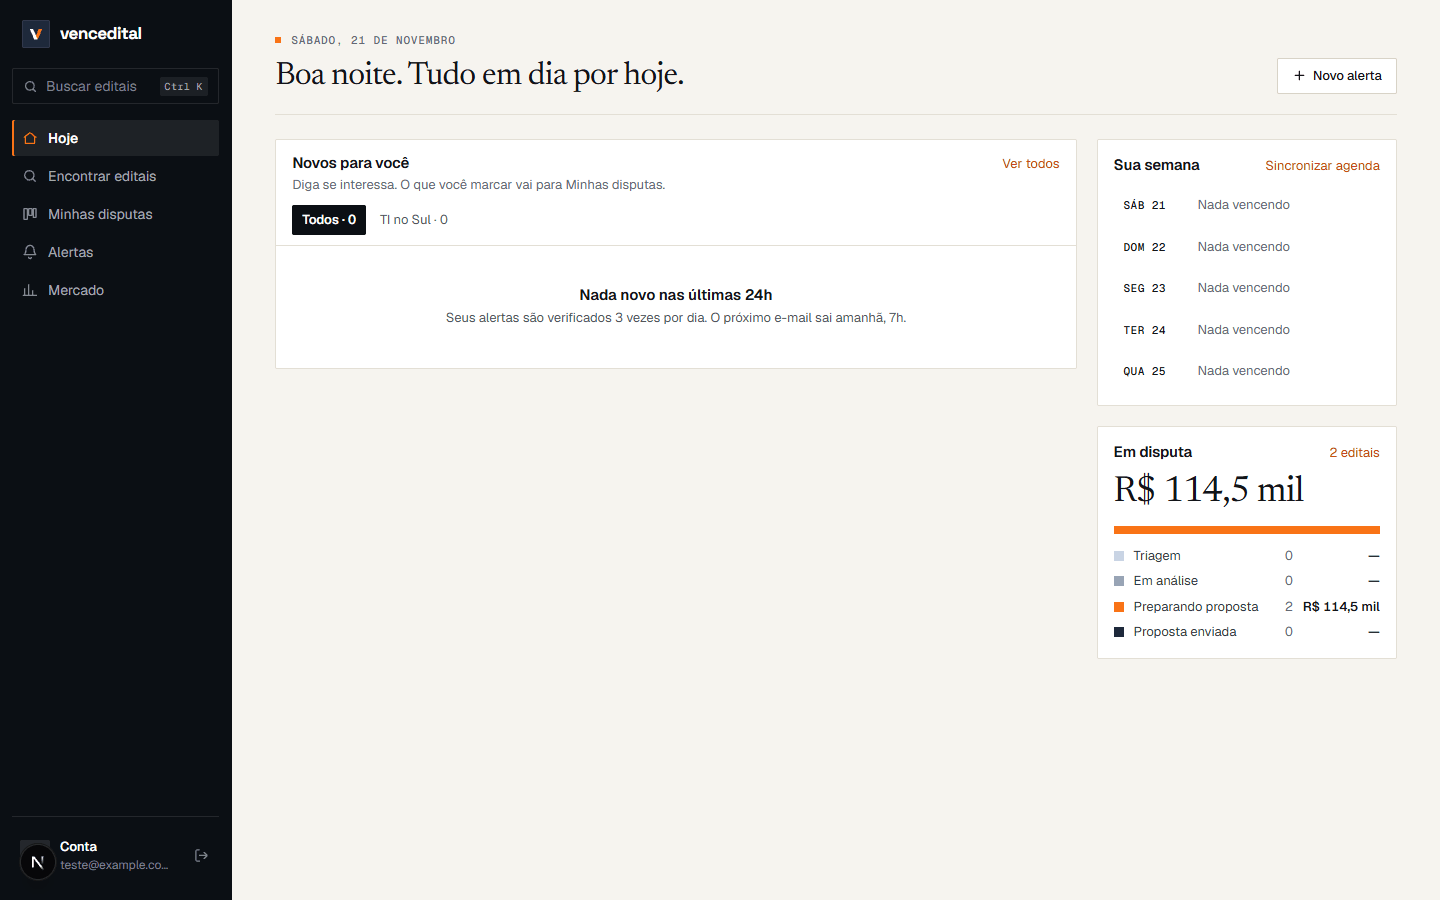 vencedital
Buscar editais Ctrl K
Hoje
Encontrar editais
Minhas disputas
Alertas
Mercado
Conta
teste@example.co...
SÁBADO, 21 DE NOVEMBRO
Boa noite. Tudo em dia por hoje.
+ Novo alerta
Novos para você
Ver todos
Diga se interessa. O que você marcar vai para Minhas disputas.
Todos · 0 TI no Sul · 0
Nada novo nas últimas 24h
Seus alertas são verificados 3 vezes por dia. O próximo e-mail sai amanhã, 7h.
Sua semana Sincronizar agenda
SÁB 21 Nada vencendo
DOM 22 Nada vencendo
SEG 23 Nada vencendo
TER 24 Nada vencendo
QUA 25 Nada vencendo
Em disputa 2 editais
R$ 114,5 mil
Triagem 0 —
Em análise 0 —
Preparando proposta 2 R$ 114,5 mil
Proposta enviada 0 —